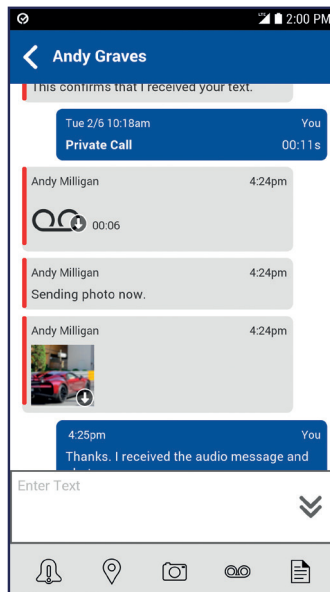 LTE 2:00 PM
Andy Graves
This confirms that I received your text.
Tue 2/6 10:18am You
Private Call 00:11s
Andy Milligan 4:24pm
00:06
Andy Milligan 4:24pm
Sending photo now.
Andy Milligan 4:24pm
4:25pm You
Thanks. I received the audio message and
Enter Text